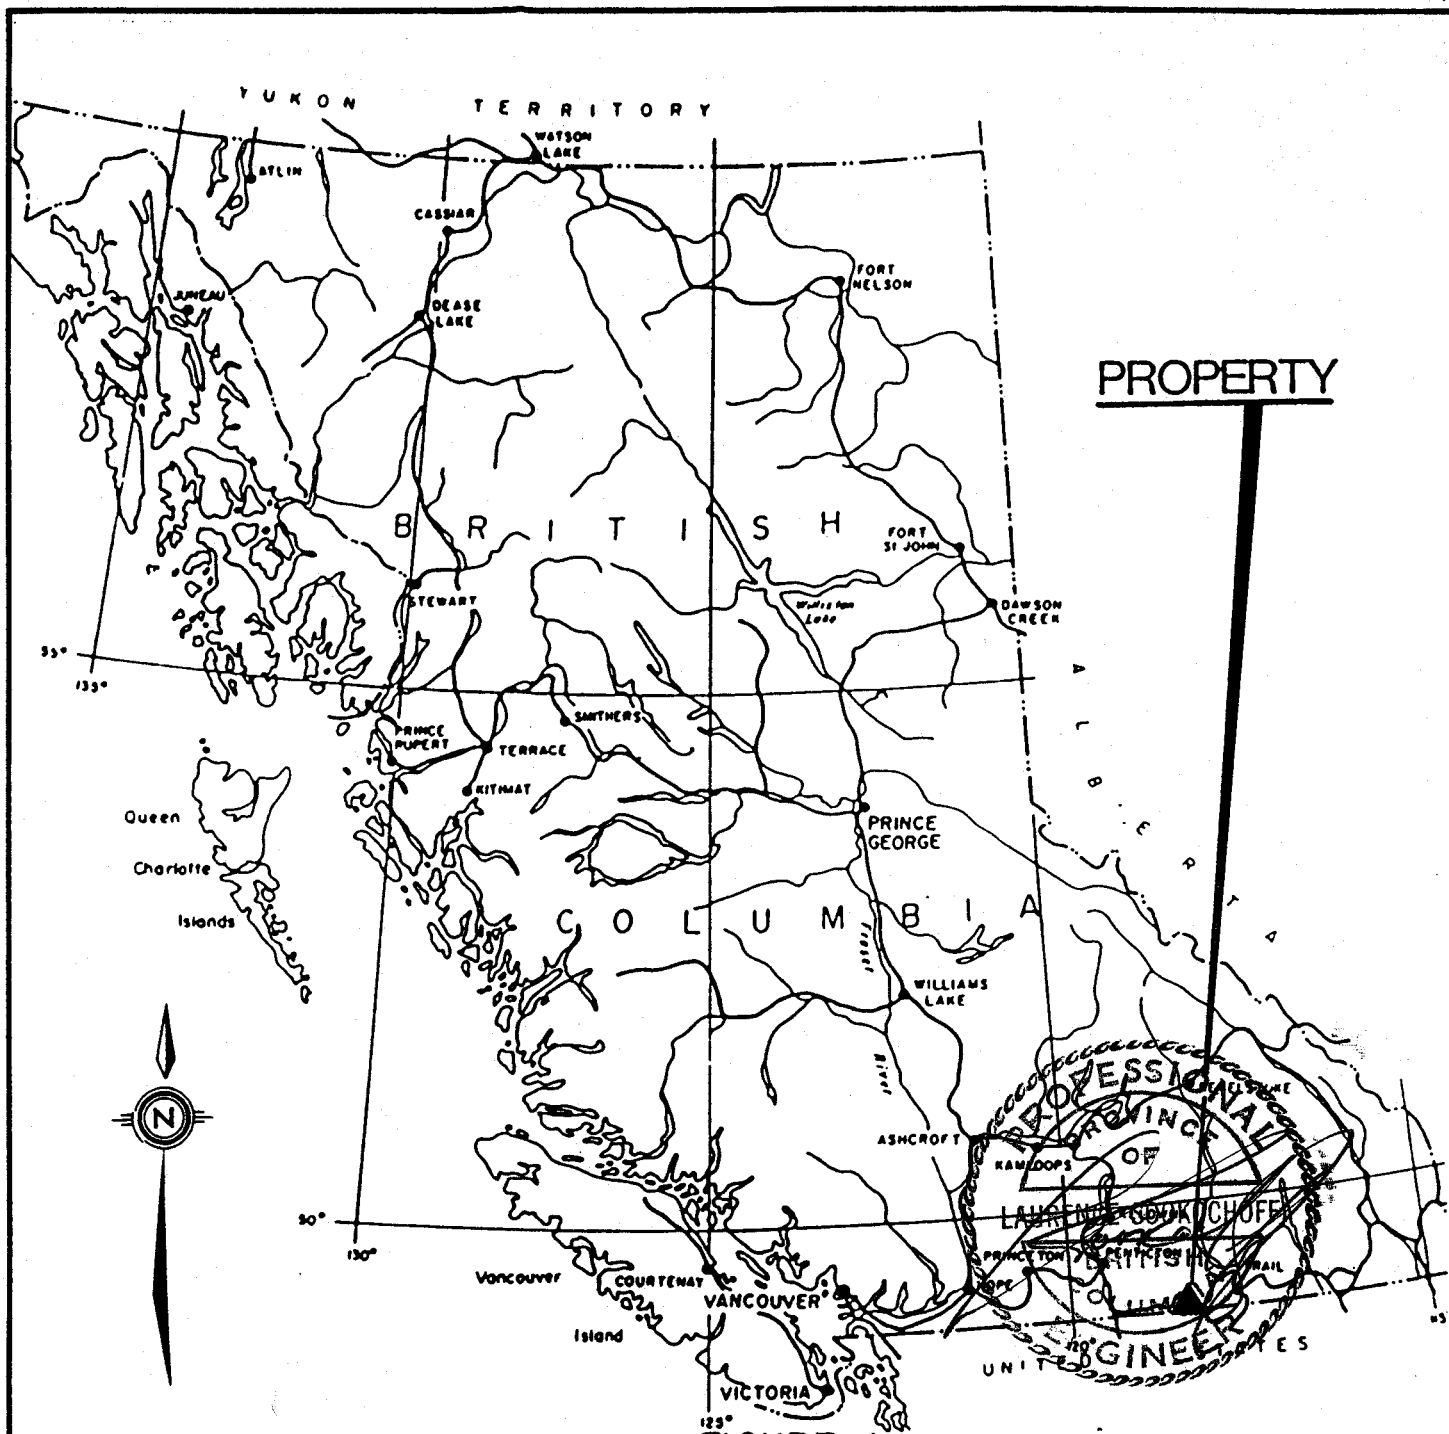 YUKON TERRITORY
WATSON
LAKE
ATLIN
CASSIAR
FORT
NELSON
JUNEAU
DEASE
LAKE
PROPERTY
BRITISH
FORT
St JOHN
STEWART
Williston
Lake
DAWSON
CREEK
55°
135°
ALBERTA
PRINCE
RUPERT
SMITHERS
TERRACE
KITIMAT
Queen
Charlotte
Islands
PRINCE
GEORGE
COLUMBIA
Fraser
River
WILLIAMS
LAKE
N
ASHCROFT
KAMLOOPS
PROFESSIONAL
PROVINCE
OF
LAURENCE SOOKOCHOFF
BRITISH
COLUMBIA
ENGINEER
50°
130°
PRINCETON
PENTICTON
HOPE
Vancouver
Island
COURTENAY
VANCOUVER
VICTORIA
125°
120°
UNITED STATES